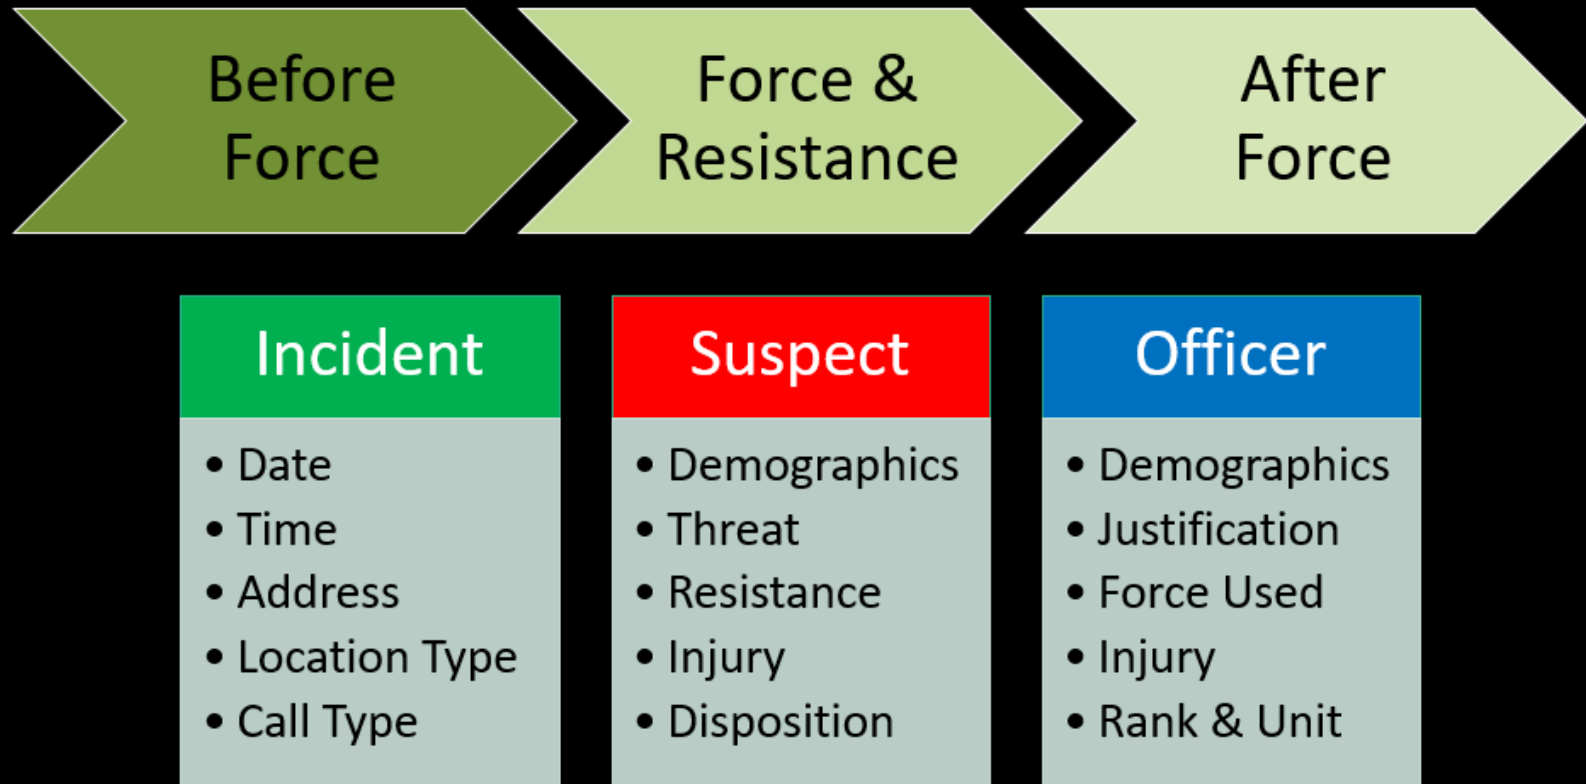 Before
Force
Force &
Resistance
After
Force
Incident
• Date
• Time
• Address
• Location Type
• Call Type
Suspect
• Demographics
• Threat
• Resistance
• Injury
• Disposition
Officer
• Demographics
• Justification
• Force Used
• Injury
• Rank & Unit